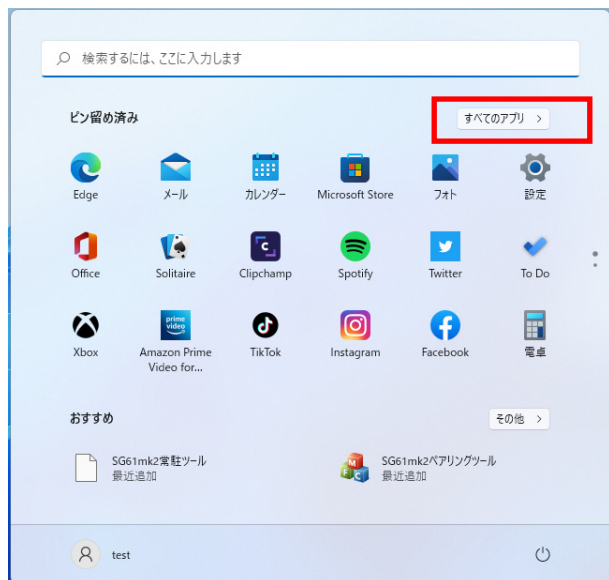 検索するには、ここに入力します
ピン留め済み
すべてのアプリ >
Edge
メール
カレンダー
Microsoft Store
フォト
設定
Office
Solitaire
Clipchamp
Spotify
Twitter
To Do
Xbox
prime video
Amazon Prime
Video for...
TikTok
Instagram
Facebook
電卓
おすすめ
その他 >
SG61mk2常駐ツール
最近追加
SG61mk2ペアリングツール
最近追加
test